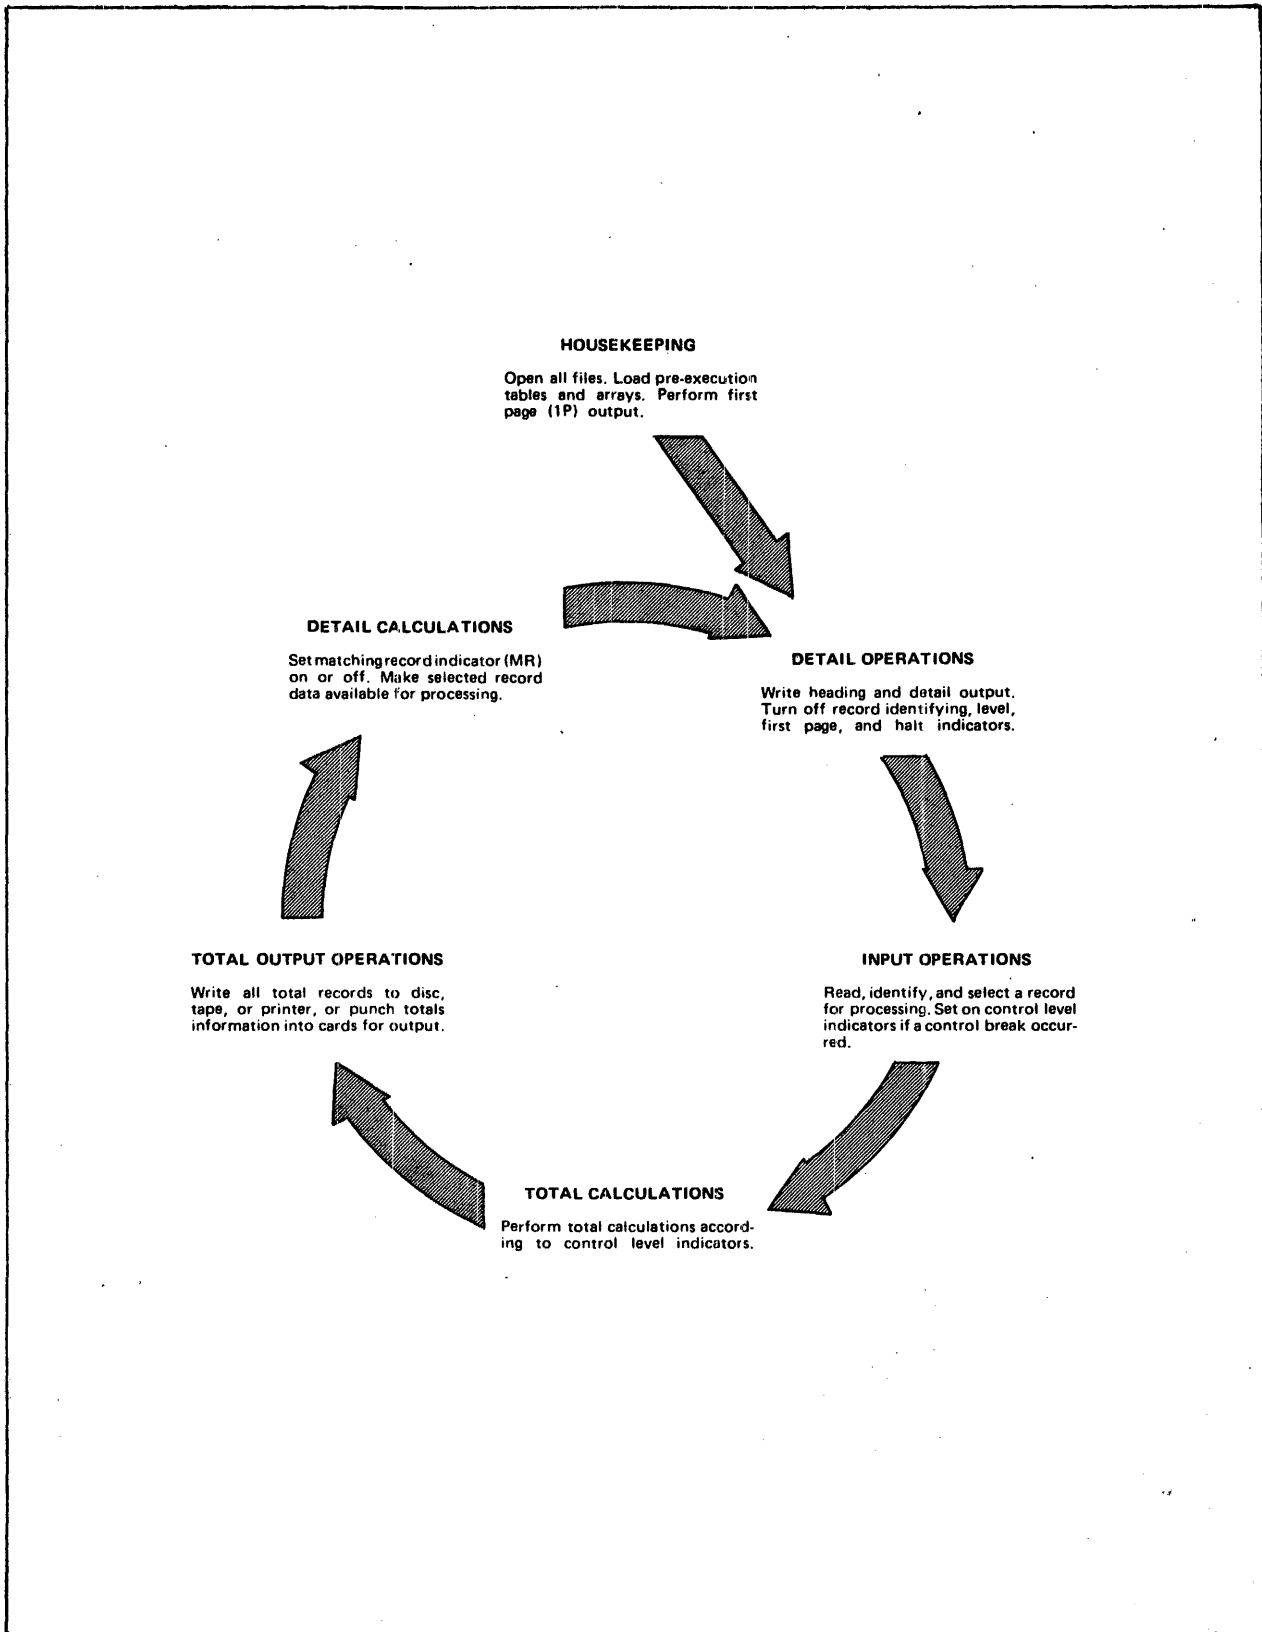 HOUSEKEEPING
Open all files. Load pre-execution
tables and arrays. Perform first
page (1P) output.
DETAIL CALCULATIONS
Set matching record indicator (MR)
on or off. Make selected record
data available for processing.
DETAIL OPERATIONS
Write heading and detail output.
Turn off record identifying, level,
first page, and halt indicators.
TOTAL OUTPUT OPERATIONS
Write all total records to disc,
tape, or printer, or punch totals
information into cards for output.
INPUT OPERATIONS
Read, identify, and select a record
for processing. Set on control level
indicators if a control break occur-
red.
TOTAL CALCULATIONS
Perform total calculations accord-
ing to control level indicators.